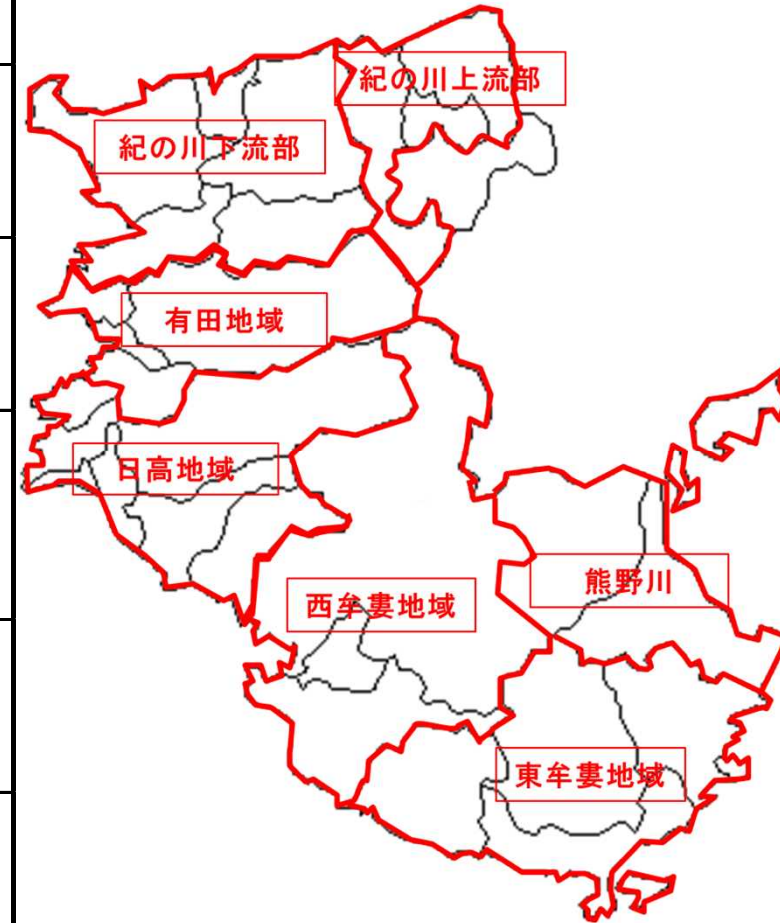 紀の川上流部
紀の川下流部
有田地域
日高地域
熊野川
西牟婁地域
東牟婁地域